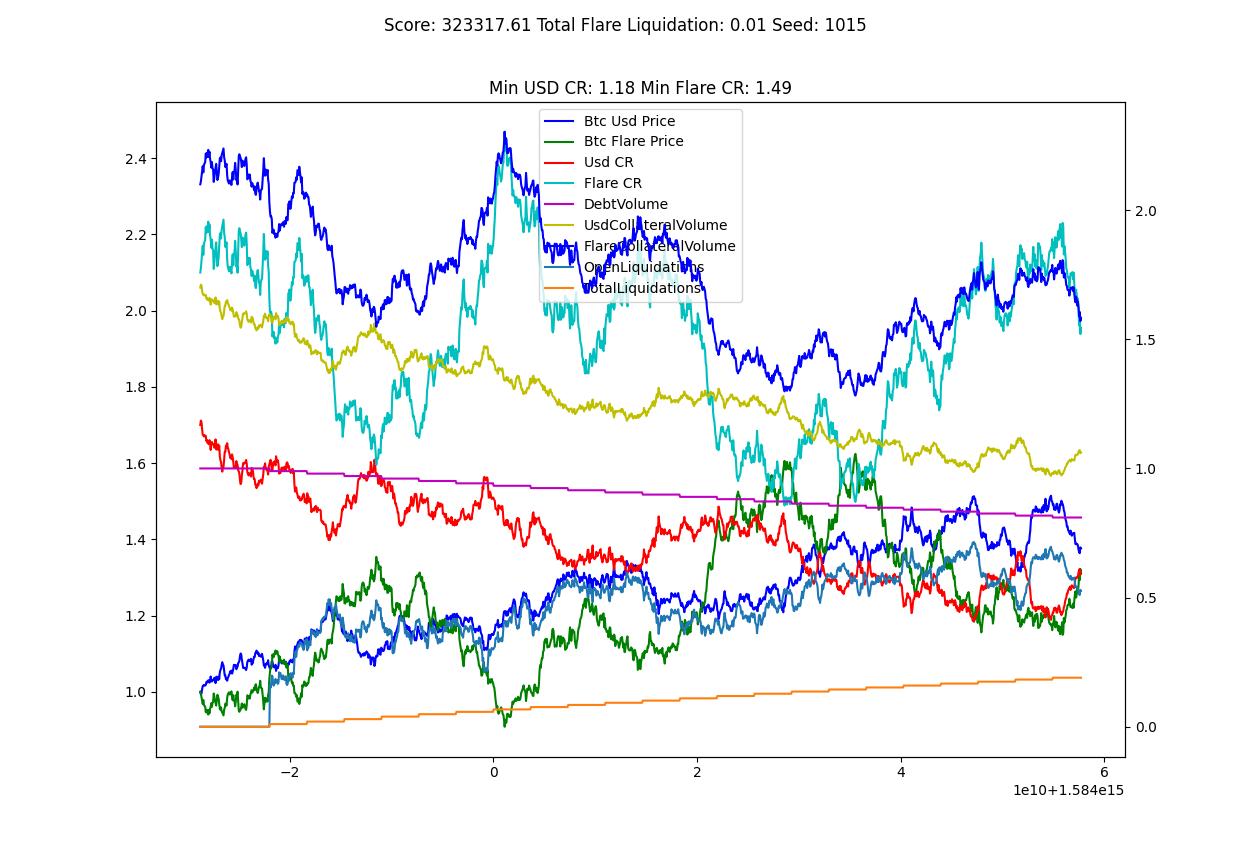 Score: 323317.61 Total Flare Liquidation: 0.01 Seed: 1015
Min USD CR: 1.18 Min Flare CR: 1.49
Btc Usd Price
Btc Flare Price
Usd CR
Flare CR
DebtVolume
UsdCollateralVolume
FlareCollateralVolume
OpenLiquidations
TotalLiquidations
2.4
2.2
2.0
1.8
1.6
1.4
1.2
1.0
2.0
1.5
1.0
0.5
0.0
−2
0
2
4
6
1e10+1.584e15